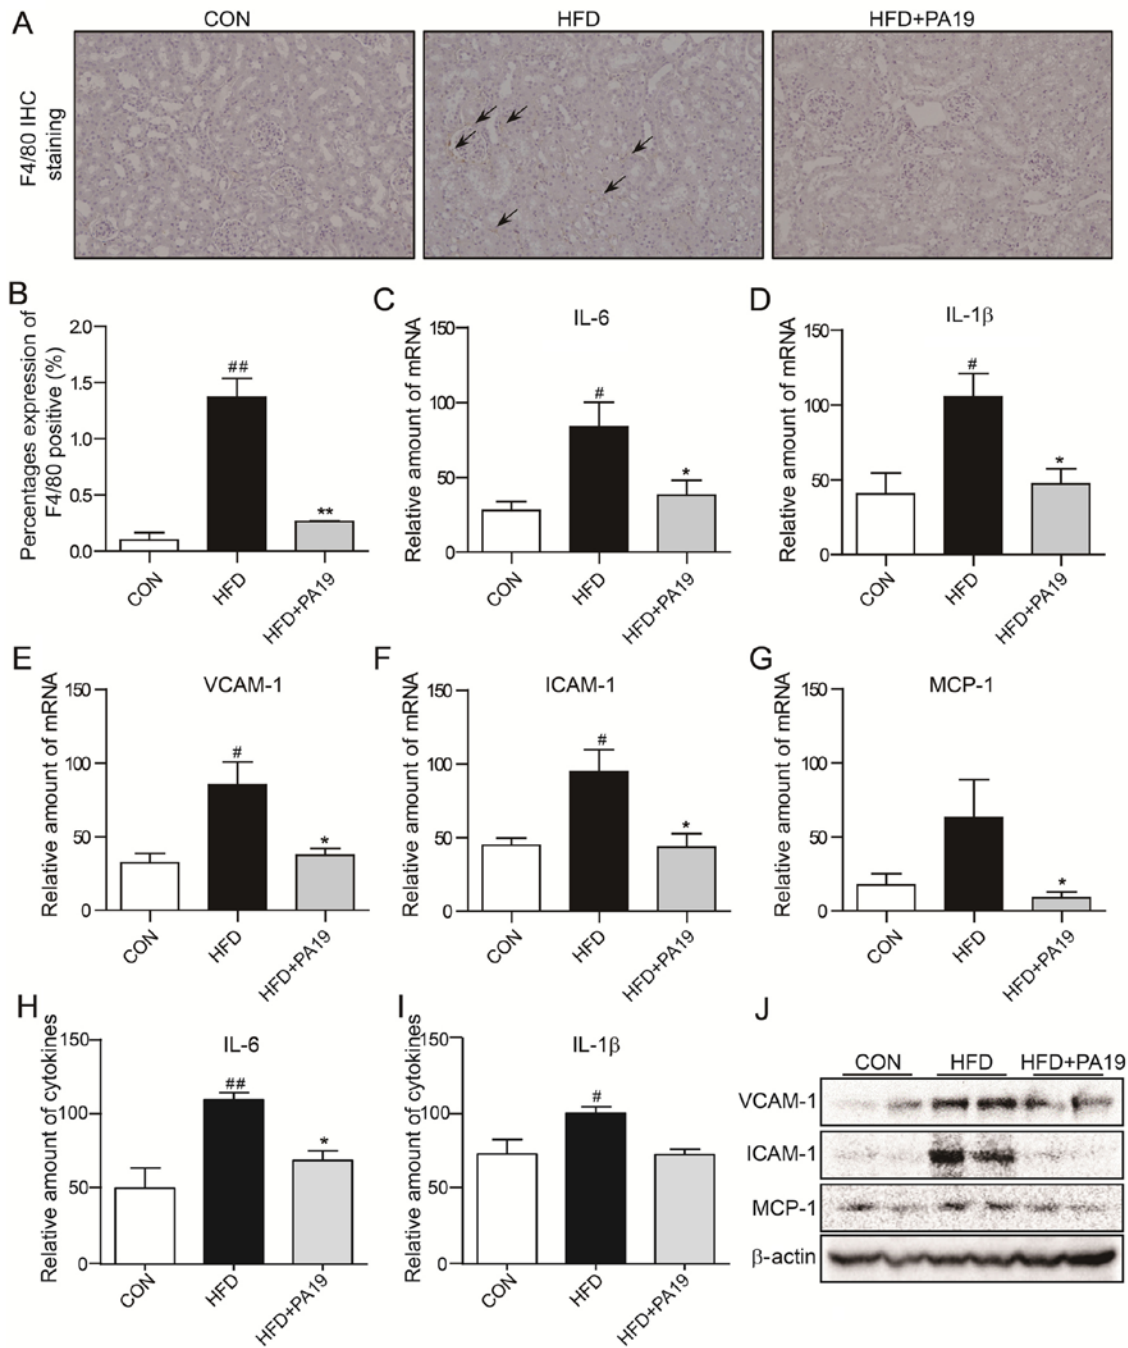 A
CON
HFD
HFD+PA19
F4/80 IHC
staining
B
Percentages expression of
F4/80 positive (%)
2.0
1.5
1.0
0.5
0.0
##
**
CON
HFD
HFD+PA19
C
IL-6
Relative amount of mRNA
150
100
50
0
#
*
CON
HFD
HFD+PA19
D
IL-1β
Relative amount of mRNA
150
100
50
0
#
*
CON
HFD
HFD+PA19
E
VCAM-1
Relative amount of mRNA
150
100
50
0
#
*
CON
HFD
HFD+PA19
F
ICAM-1
Relative amount of mRNA
150
100
50
0
#
*
CON
HFD
HFD+PA19
G
MCP-1
Relative amount of mRNA
150
100
50
0
*
CON
HFD
HFD+PA19
H
IL-6
Relative amount of cytokines
150
100
50
0
##
*
CON
HFD
HFD+PA19
I
IL-1β
Relative amount of cytokines
150
100
50
0
#
CON
HFD
HFD+PA19
J
CON
HFD
HFD+PA19
VCAM-1
ICAM-1
MCP-1
β-actin